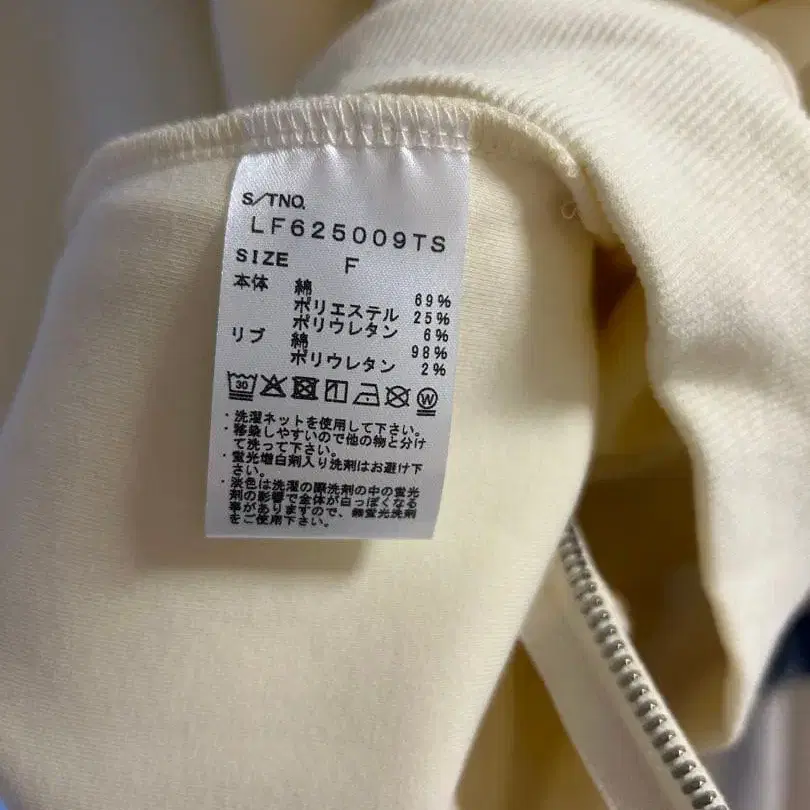 S/TNO.
LF625009TS
SIZE F
本体 綿 69%
ポリエステル 25%
ポリウレタン 6%
リブ 綿 98%
ポリウレタン 2%
30 W
・洗濯ネットを使用して下さい。
・移染しやすいので他の物と分け
て洗って下さい。
・蛍光増白剤入り洗剤はお避け下
さい。
・淡色は洗濯の際洗剤の中の蛍光
剤の影響で全体が白っぽくなる
事がありますので、無蛍光洗剤
をご使用下さい。